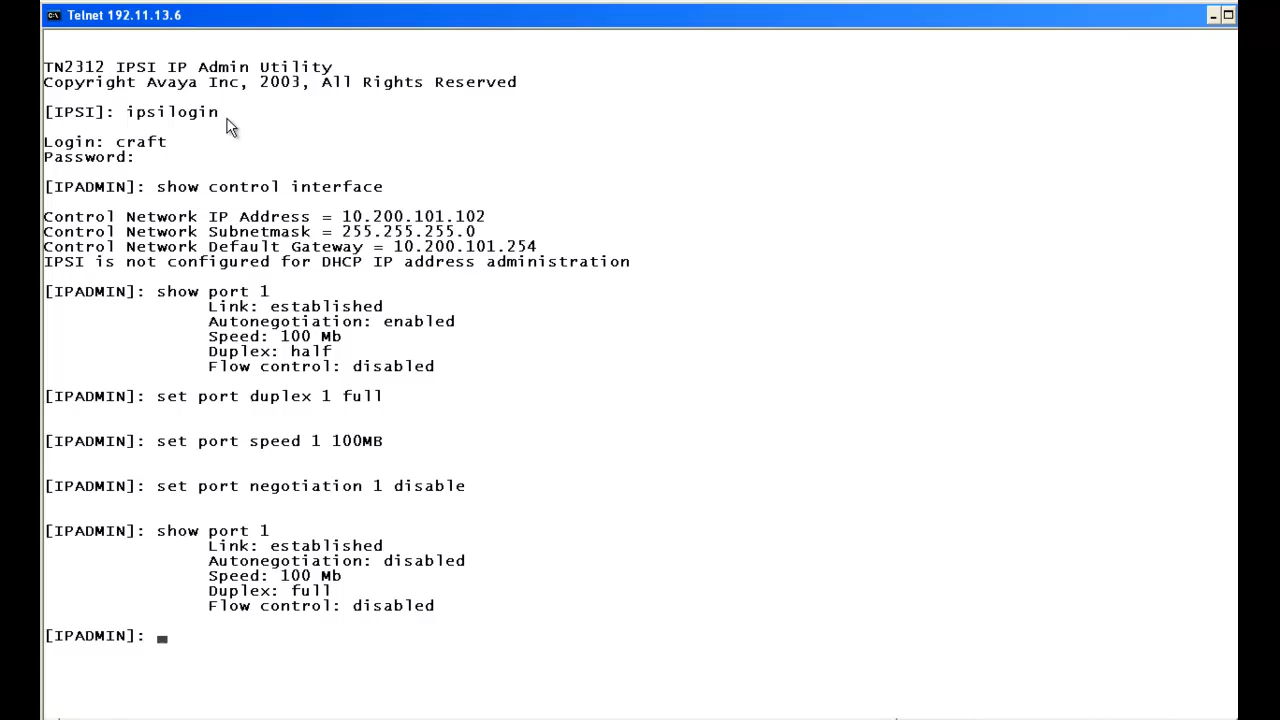 Telnet 192.11.13.6
TN2312 IPSI IP Admin Utility
Copyright Avaya Inc, 2003, All Rights Reserved
[IPSI]: ipsilogin
Login: craft
Password:
[IPADMIN]: show control interface
Control Network IP Address = 10.200.101.102
Control Network Subnetmask = 255.255.255.0
Control Network Default Gateway = 10.200.101.254
IPSI is not configured for DHCP IP address administration
[IPADMIN]: show port 1
Link: established
Autonegotiation: enabled
Speed: 100 Mb
Duplex: half
Flow control: disabled
[IPADMIN]: set port duplex 1 full
[IPADMIN]: set port speed 1 100MB
[IPADMIN]: set port negotiation 1 disable
[IPADMIN]: show port 1
Link: established
Autonegotiation: disabled
Speed: 100 Mb
Duplex: full
Flow control: disabled
[IPADMIN]: